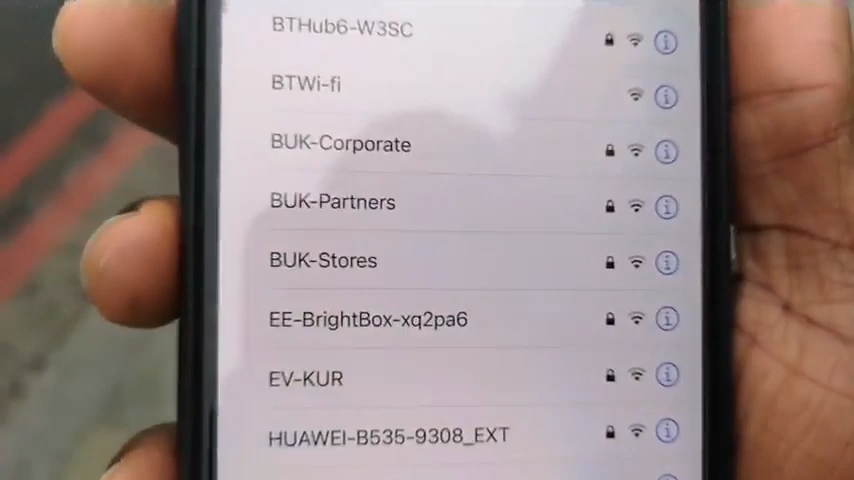 BTHub6-W3SC
BTWi-fi
BUK-Corporate
BUK-Partners
BUK-Stores
EE-BrightBox-xq2pa6
EV-KUR
HUAWEI-B535-9308_EXT